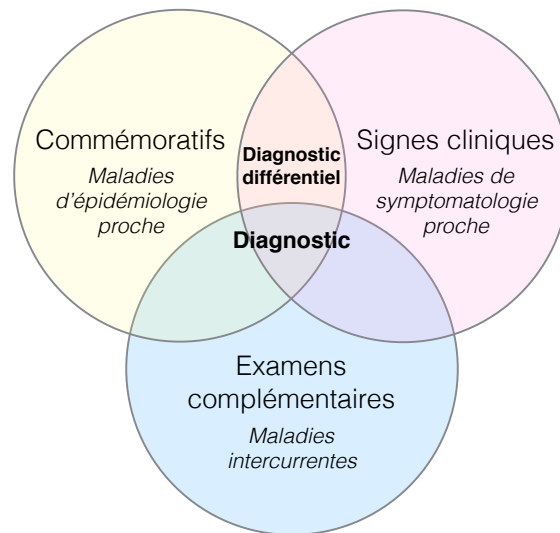 Commémoratifs
Maladies
d'épidémiologie
proche
Diagnostic
différentiel
Signes cliniques
Maladies de
symptomatologie
proche
Diagnostic
Examens
complémentaires
Maladies
intercurrentes